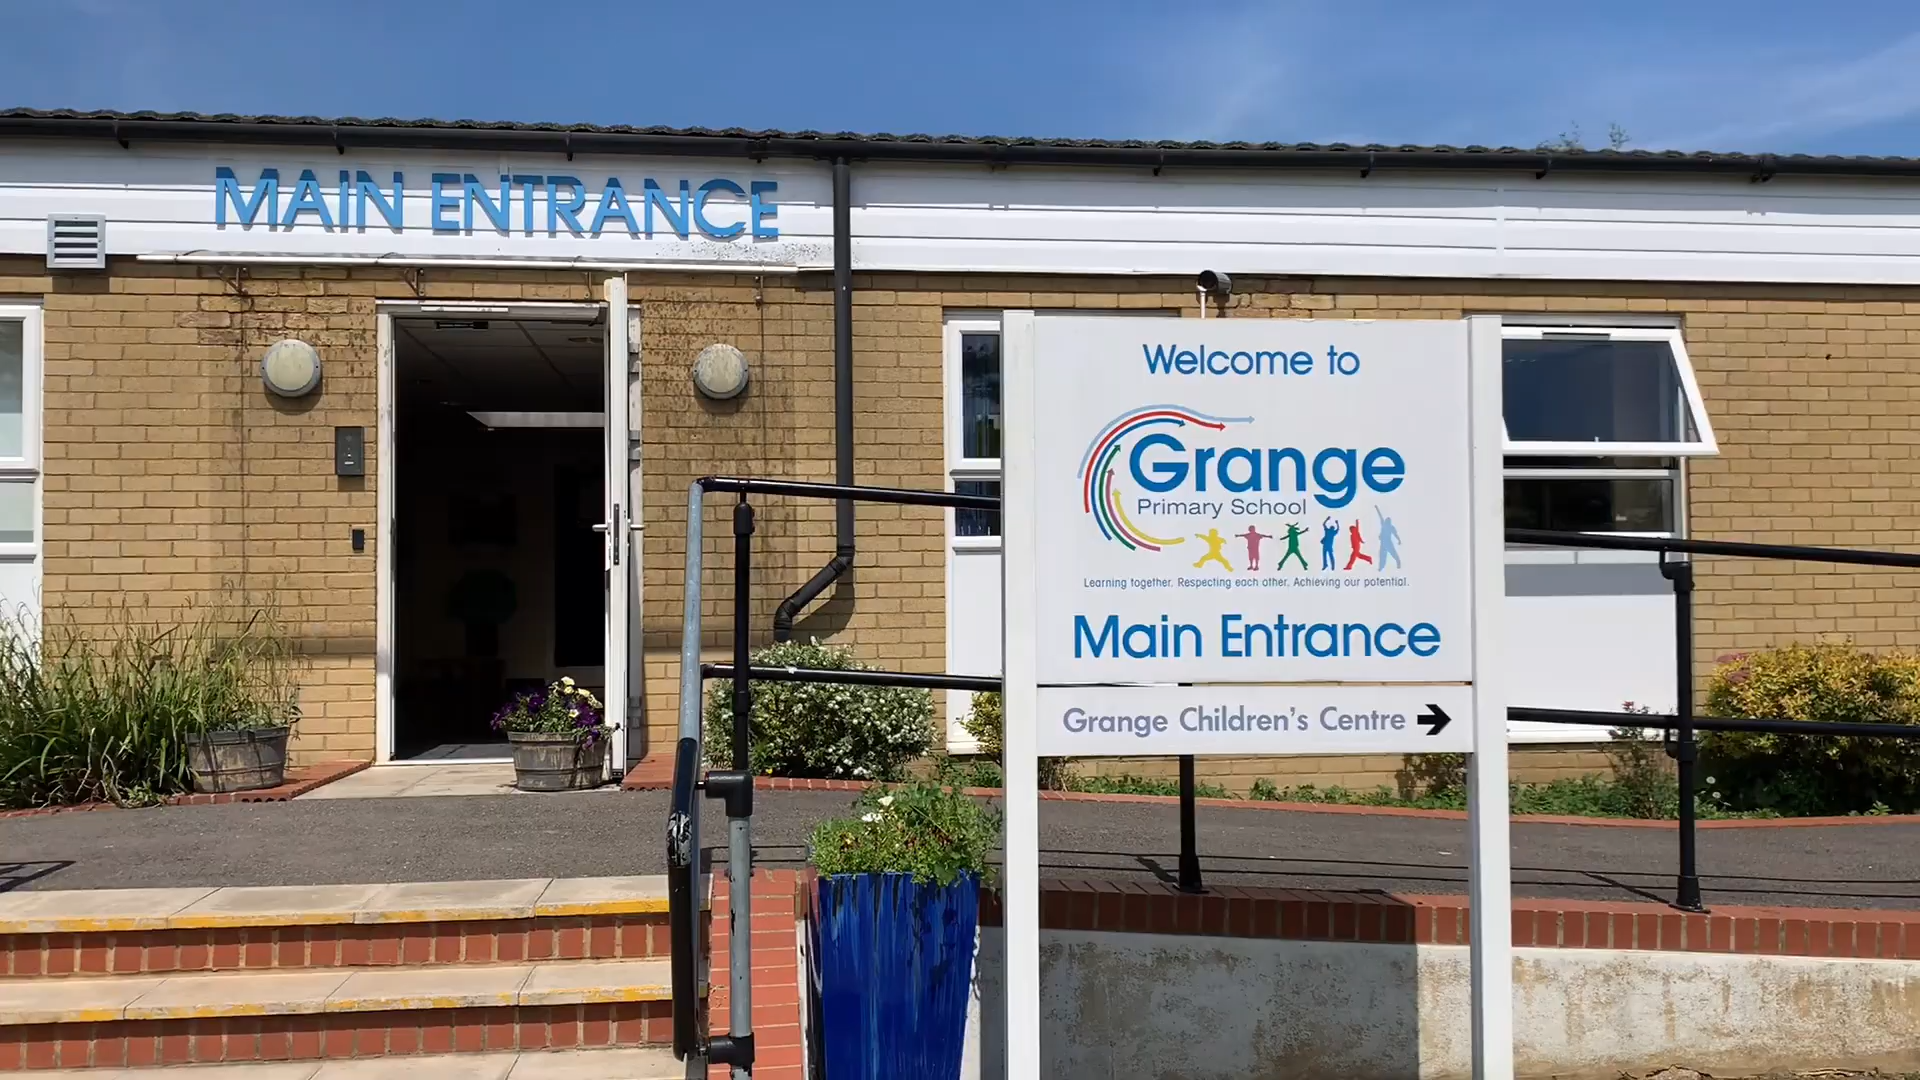 MAIN ENTRANCE
Welcome to
Grange
Primary School
Learning together. Respecting each other. Achieving our potential.
Main Entrance
Grange Children's Centre